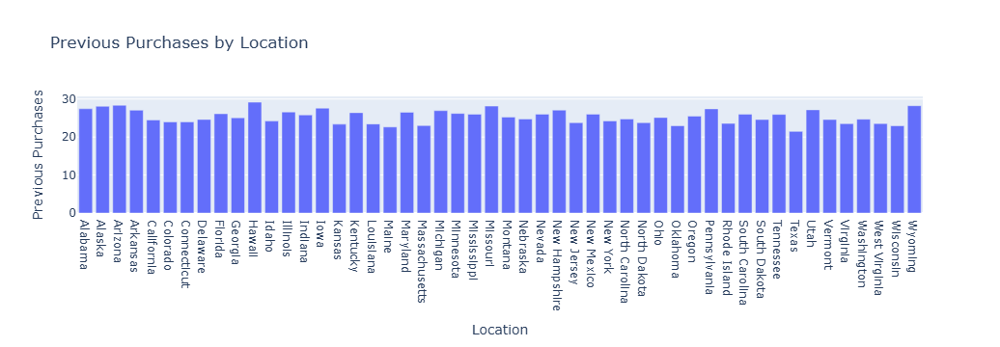 Previous Purchases by Location
Previous Purchases
30
20
10
0
Alabama
Alaska
Arizona
Arkansas
California
Colorado
Connecticut
Delaware
Florida
Georgia
Hawaii
Idaho
Illinois
Indiana
Iowa
Kansas
Kentucky
Louisiana
Maine
Maryland
Massachusetts
Michigan
Minnesota
Mississippi
Missouri
Montana
Nebraska
Nevada
New Hampshire
New Jersey
New Mexico
New York
North Carolina
North Dakota
Ohio
Oklahoma
Oregon
Pennsylvania
Rhode Island
South Carolina
South Dakota
Tennessee
Texas
Utah
Vermont
Virginia
Washington
West Virginia
Wisconsin
Wyoming
Location